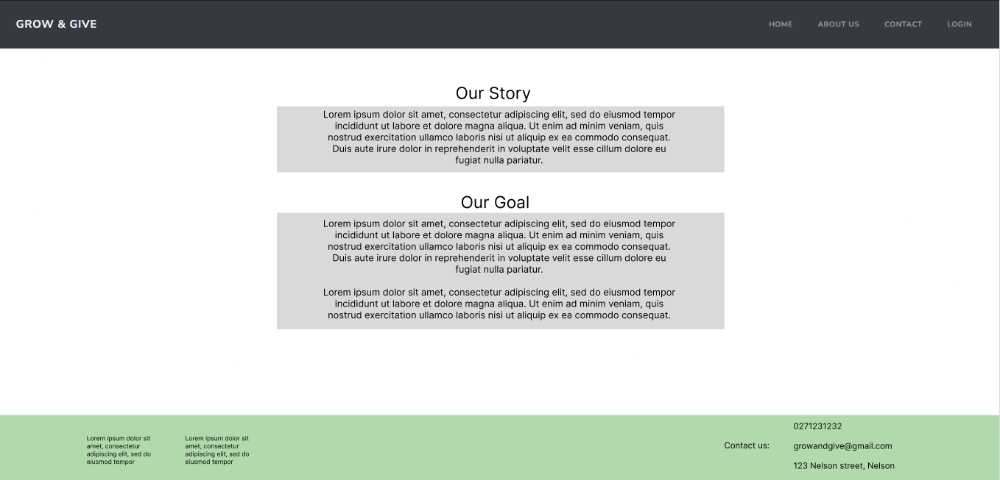 GROW & GIVE
HOME ABOUT US CONTACT LOGIN
Our Story
Lorem ipsum dolor sit amet, consectetur adipiscing elit, sed do eiusmod tempor
incididunt ut labore et dolore magna aliqua. Ut enim ad minim veniam, quis
nostrud exercitation ullamco laboris nisi ut aliquip ex ea commodo consequat.
Duis aute irure dolor in reprehenderit in voluptate velit esse cillum dolore eu
fugiat nulla pariatur.
Our Goal
Lorem ipsum dolor sit amet, consectetur adipiscing elit, sed do eiusmod tempor
incididunt ut labore et dolore magna aliqua. Ut enim ad minim veniam, quis
nostrud exercitation ullamco laboris nisi ut aliquip ex ea commodo consequat.
Duis aute irure dolor in reprehenderit in voluptate velit esse cillum dolore eu
fugiat nulla pariatur.
Lorem ipsum dolor sit amet, consectetur adipiscing elit, sed do eiusmod tempor
incididunt ut labore et dolore magna aliqua. Ut enim ad minim veniam, quis
nostrud exercitation ullamco laboris nisi ut aliquip ex ea commodo consequat.
Lorem ipsum dolor sit
amet, consectetur
adipiscing elit, sed do
eiusmod tempor
Lorem ipsum dolor sit
amet, consectetur
adipiscing elit, sed do
eiusmod tempor
Contact us:
0271231232
growandgive@gmail.com
123 Nelson street, Nelson